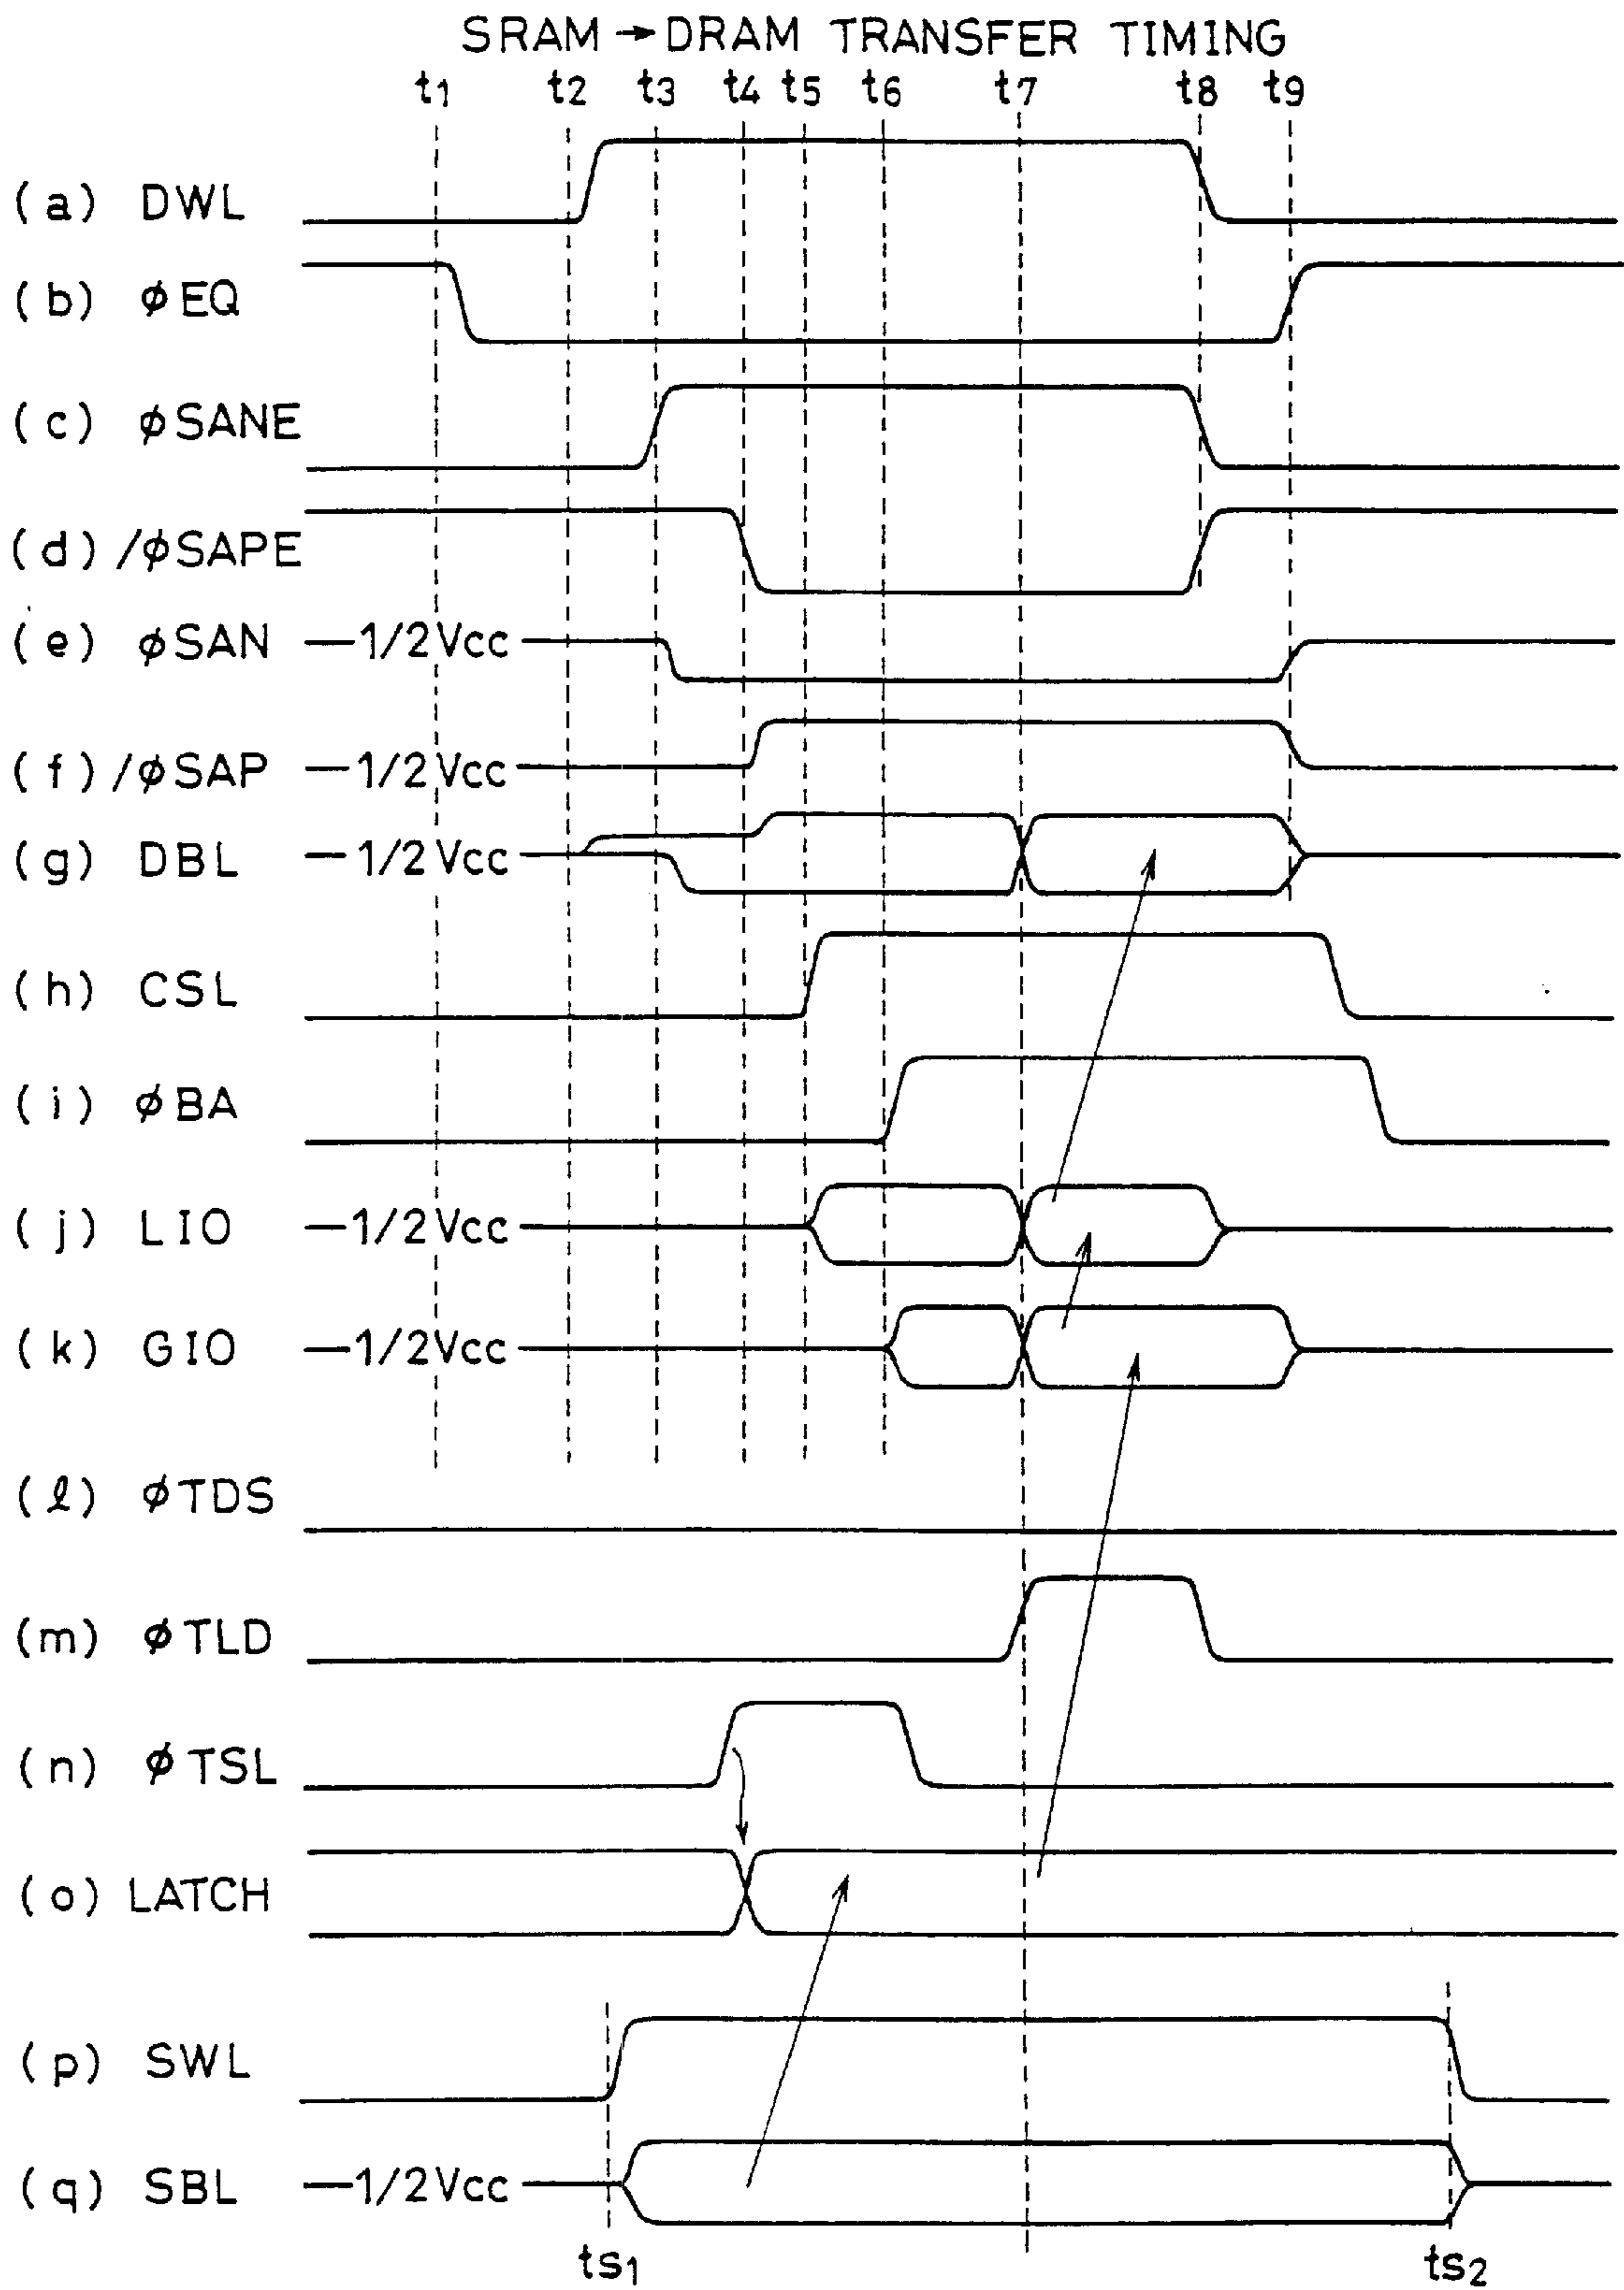 SRAM → DRAM TRANSFER TIMING
t1 t2 t3 t4 t5 t6 t7 t8 t9
(a) DWL
(b) ϕEQ
(c) ϕSANE
(d) /ϕSAPE
(e) ϕSAN —1/2Vcc
(f) /ϕSAP —1/2Vcc
(g) DBL —1/2Vcc
(h) CSL
(i) ϕBA
(j) LIO —1/2Vcc
(k) GIO —1/2Vcc
(ℓ) ϕTDS
(m) ϕTLD
(n) ϕTSL
(o) LATCH
(p) SWL
(q) SBL —1/2Vcc
ts1 ts2